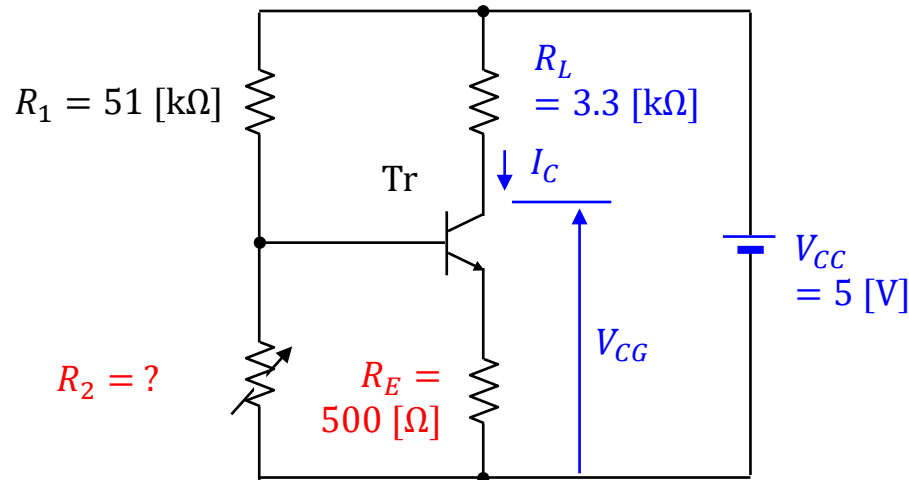 R_L
= 3.3 [kΩ]
R_1 = 51 [kΩ]
I_C
Tr
V_CC
= 5 [V]
V_CG
R_2 = ?
R_E =
500 [Ω]